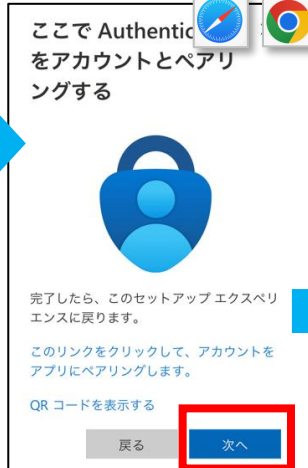 ここで Authentic
をアカウントとペアリ
ングする
完了したら、このセットアップ エクスペリ
エンスに戻ります。
このリンクをクリックして、アカウントを
アプリにペアリングします。
QR コードを表示する
戻る
次へ